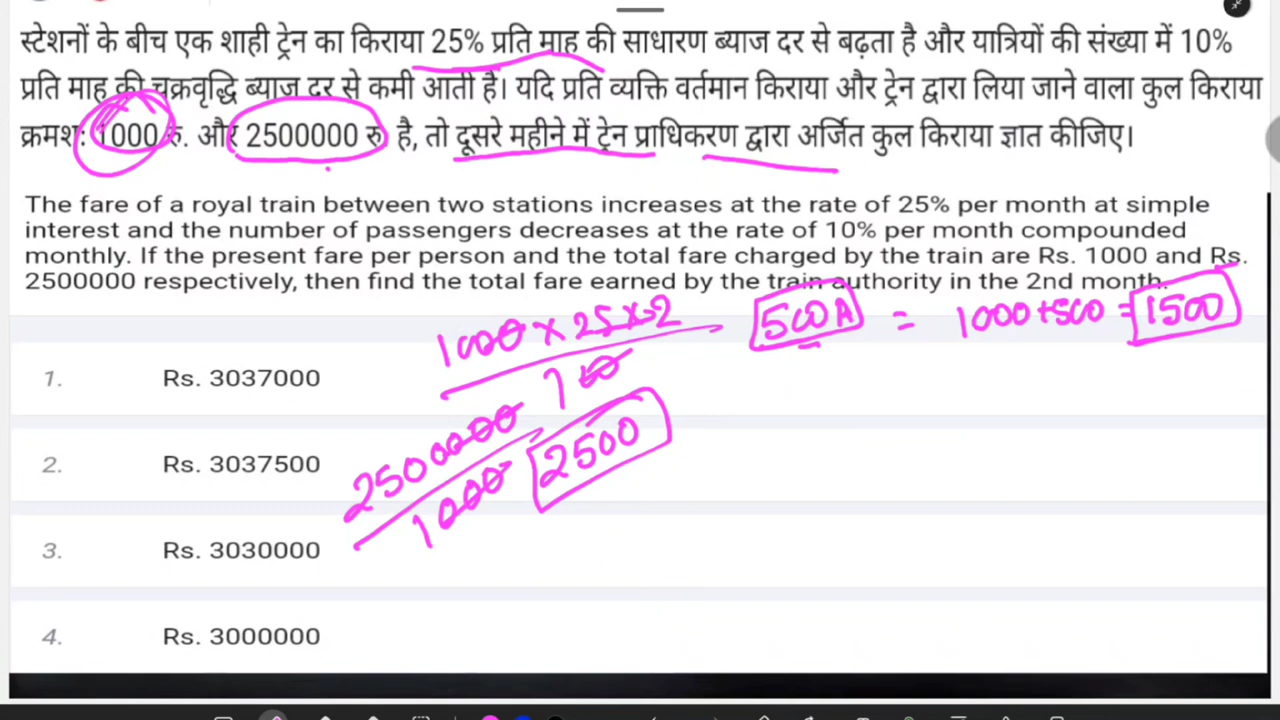 स्टेशनों के बीच एक शाही ट्रेन का किराया 25% प्रति माह की साधारण ब्याज दर से बढ़ता है और यात्रियों की संख्या में 10%
प्रति माह की चक्रवृद्धि ब्याज दर से कमी आती है। यदि प्रति व्यक्ति वर्तमान किराया और ट्रेन द्वारा लिया जाने वाला कुल किराया
क्रमश: 1000 रु. और 2500000 रु है, तो दूसरे महीने में ट्रेन प्राधिकरण द्वारा अर्जित कुल किराया ज्ञात कीजिए।
The fare of a royal train between two stations increases at the rate of 25% per month at simple
interest and the number of passengers decreases at the rate of 10% per month compounded
monthly. If the present fare per person and the total fare charged by the train are Rs. 1000 and Rs.
2500000 respectively, then find the total fare earned by the train authority in the 2nd month.
1000 × 25 × 2 / 100 500 = 1000+500 = 1500
1. Rs. 3037000
2500000 / 1000 2500
2. Rs. 3037500
3. Rs. 3030000
4. Rs. 3000000